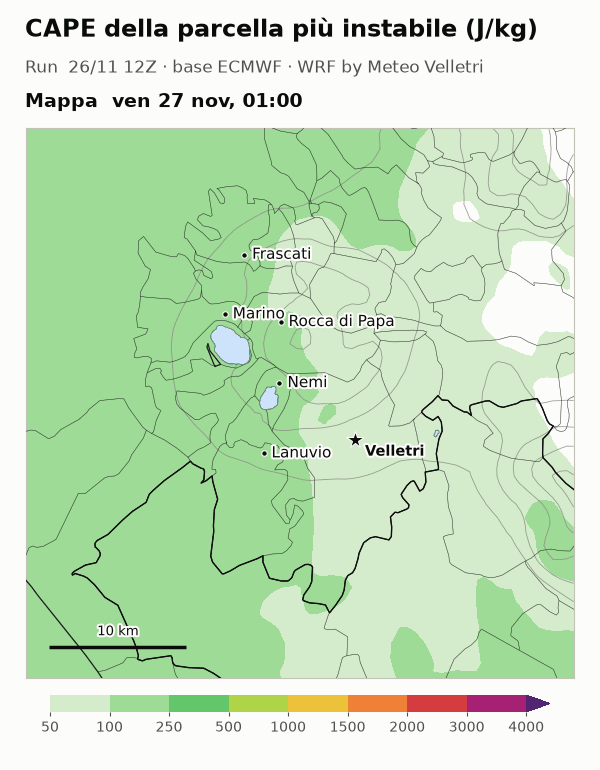 CAPE della parcella più instabile (J/kg)
Run  26/11 12Z · base ECMWF · WRF by Meteo Velletri
Mappa  ven 27 nov, 01:00
Frascati
Marino
Rocca di Papa
Nemi
Velletri
Lanuvio
10 km
50 100 250 500 1000 1500 2000 3000 4000